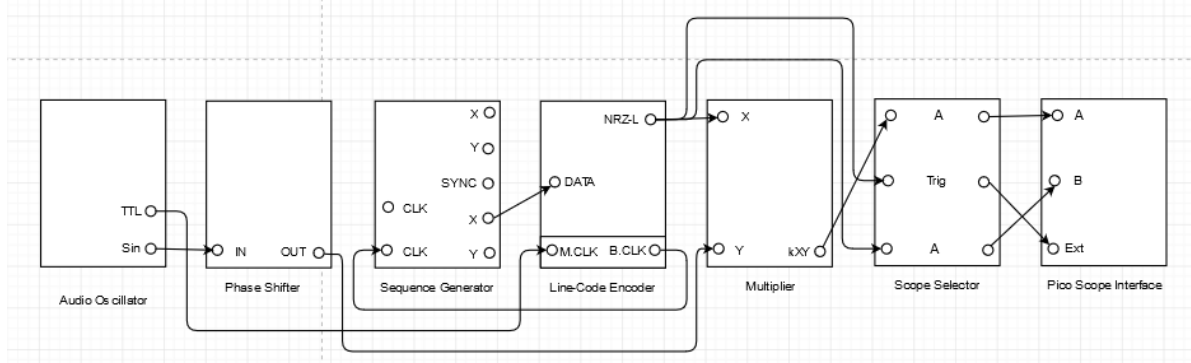 TTL
Sin
Audio Oscillator
IN
OUT
Phase Shifter
X
Y
SYNC
CLK
X
CLK
Y
Sequence Generator
NRZ-L
DATA
M.CLK
B.CLK
Line-Code Encoder
X
Y
kXY
Multiplier
A
Trig
A
Scope Selector
A
B
Ext
Pico Scope Interface